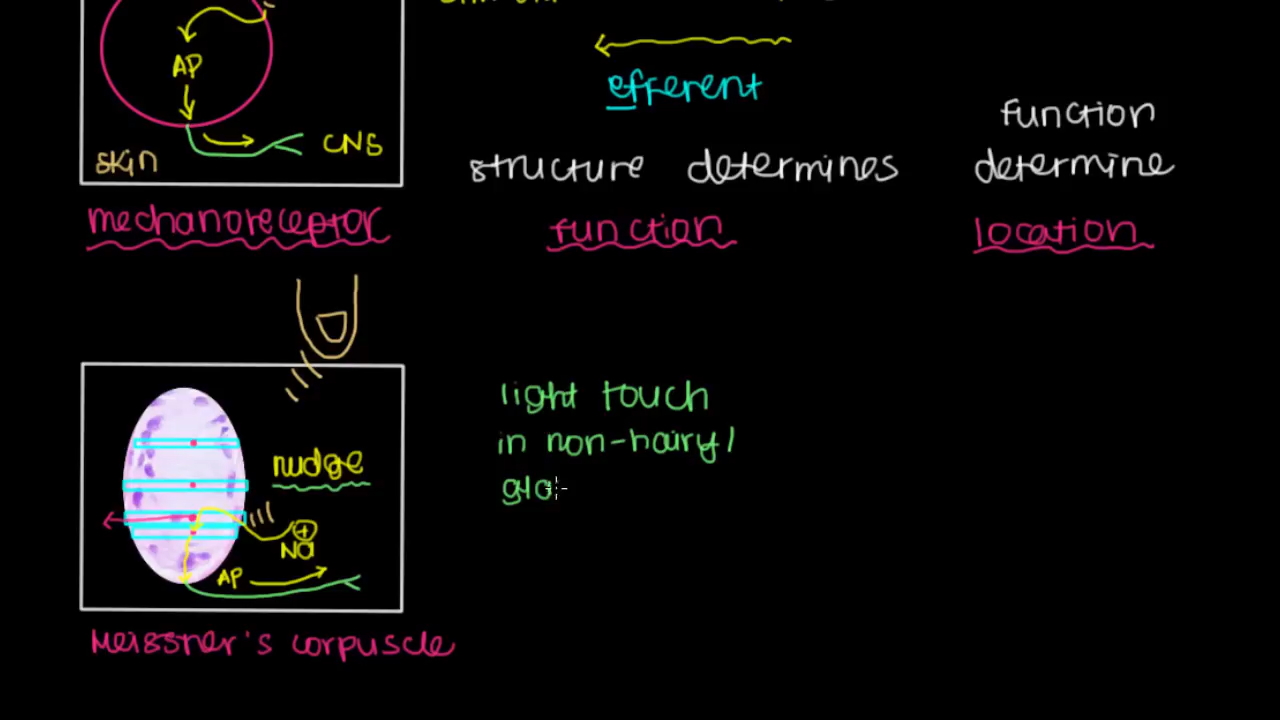 AP
CNS
skin
mechanoreceptor
efferent
structure determines
function
function
determine
location
light touch
in non-hairy/
gla
nudge
+
Na
AP
Meissner's corpuscle